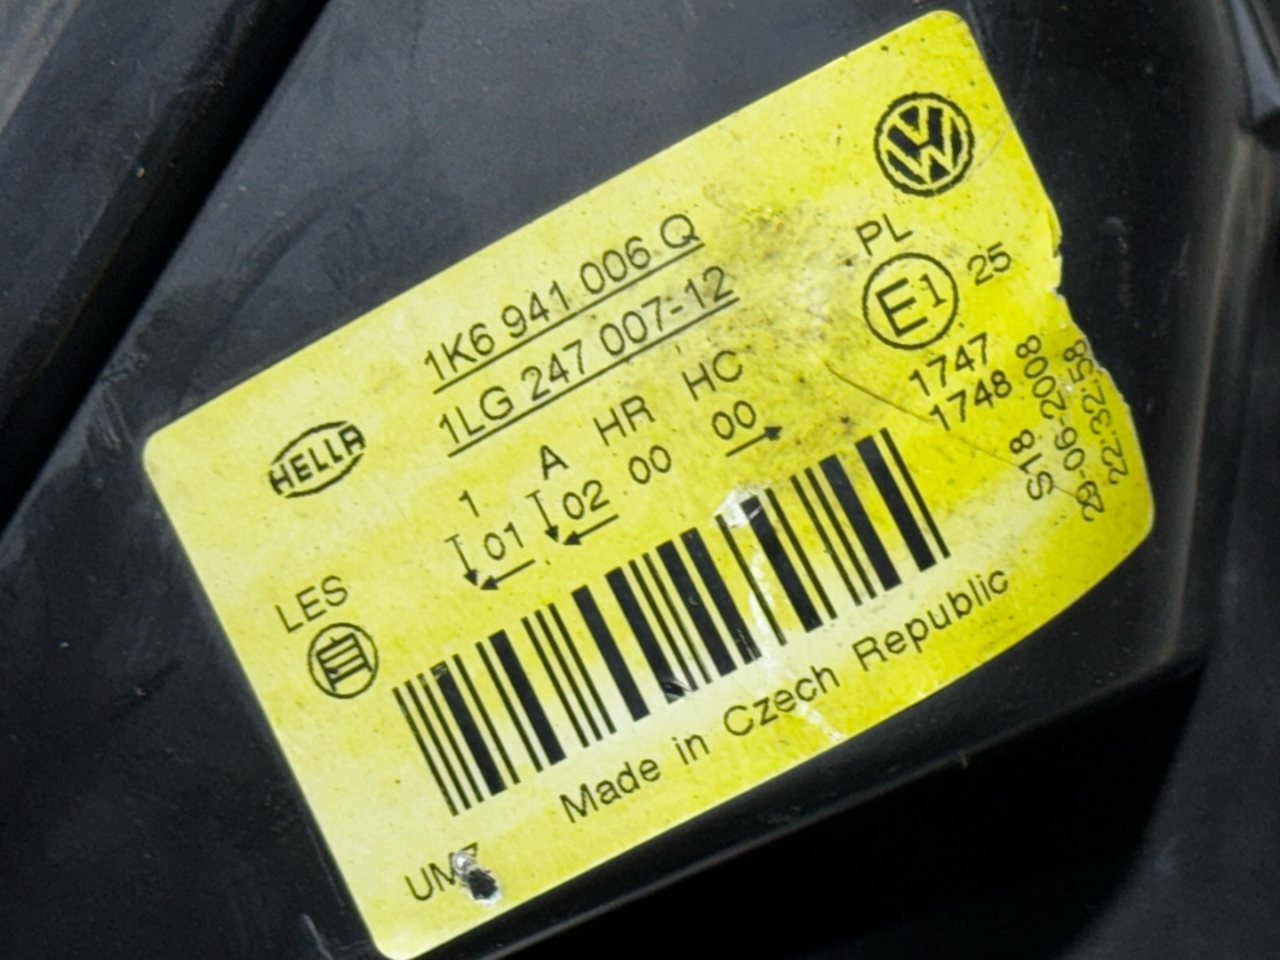 1K6 941 006 Q
1LG 247 007-12
HELLA
1 A HR HC
01 02 00 00
PL
E1 25
1747
1748
S18
29-06-2008
22:32:58
LES
Made in Czech Republic